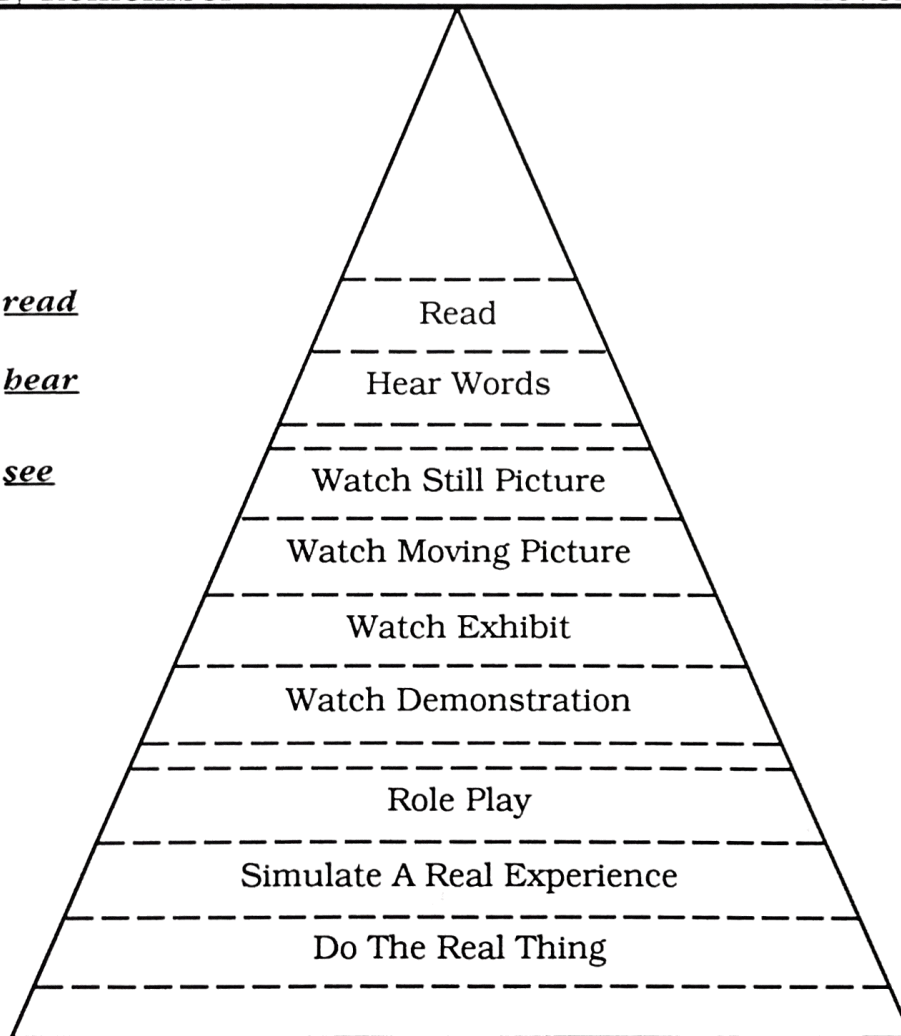 read
Read
hear
Hear Words
see
Watch Still Picture
Watch Moving Picture
Watch Exhibit
Watch Demonstration
Role Play
Simulate A Real Experience
Do The Real Thing